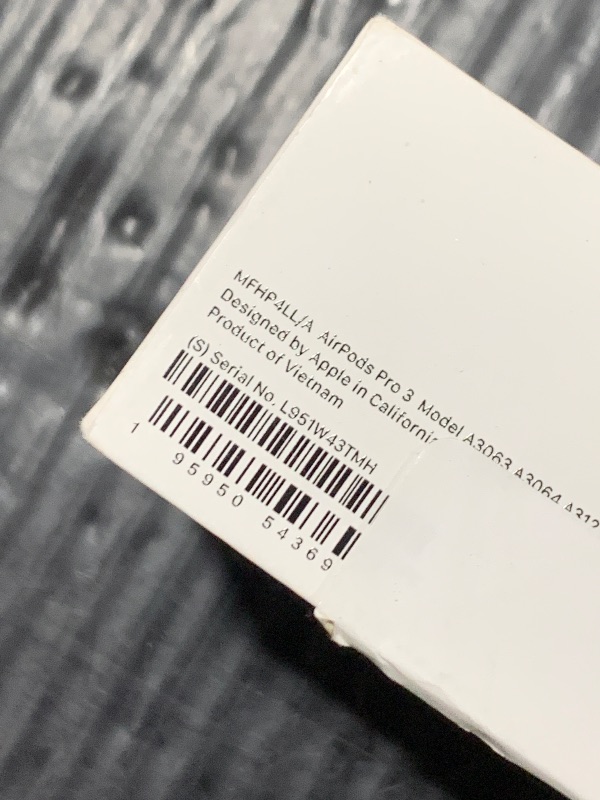 MFHP4LL/A AirPods Pro 3 Model A3063 A3064 A312
Designed by Apple in California
Product of Vietnam
(S) Serial No. L951W43TMH
1 95950 54369